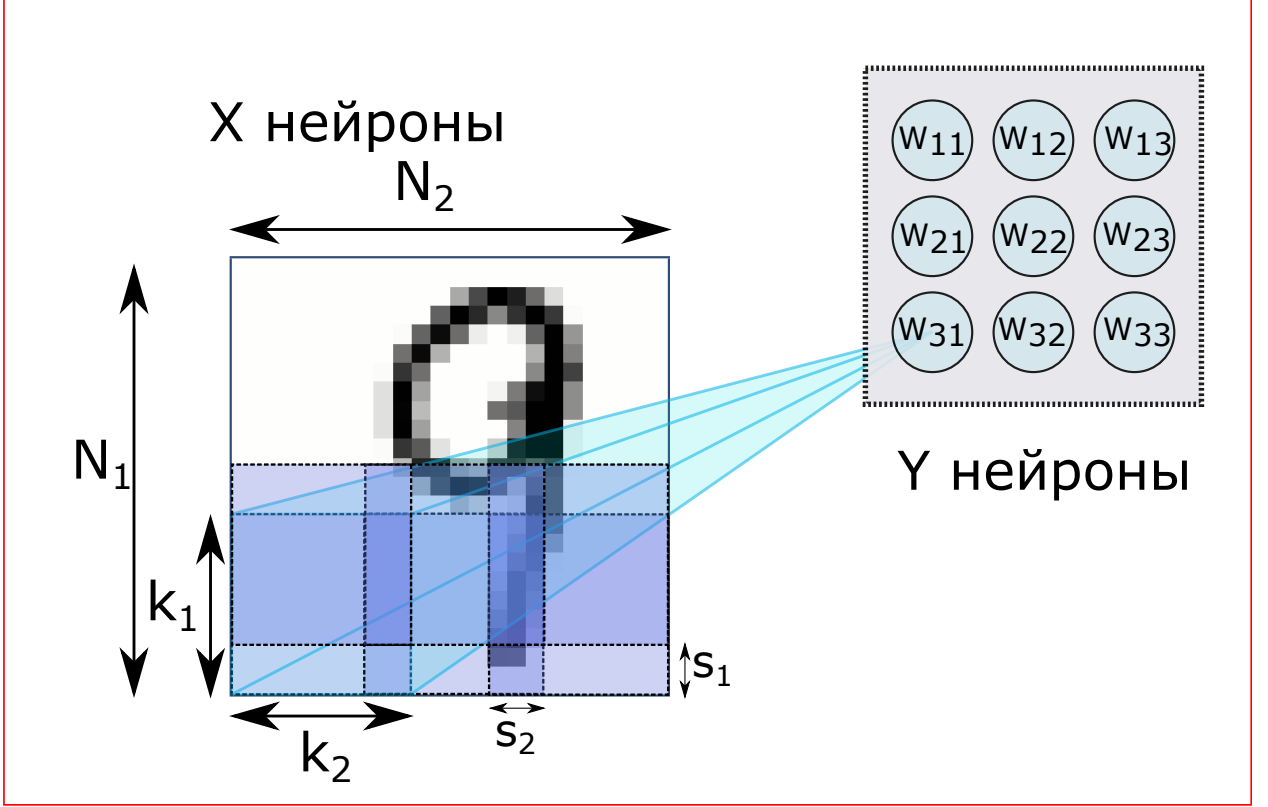 X нейроны
N₂
W₁₁ W₁₂ W₁₃
W₂₁ W₂₂ W₂₃
W₃₁ W₃₂ W₃₃
Y нейроны
N₁
k₁
s₁
s₂
k₂